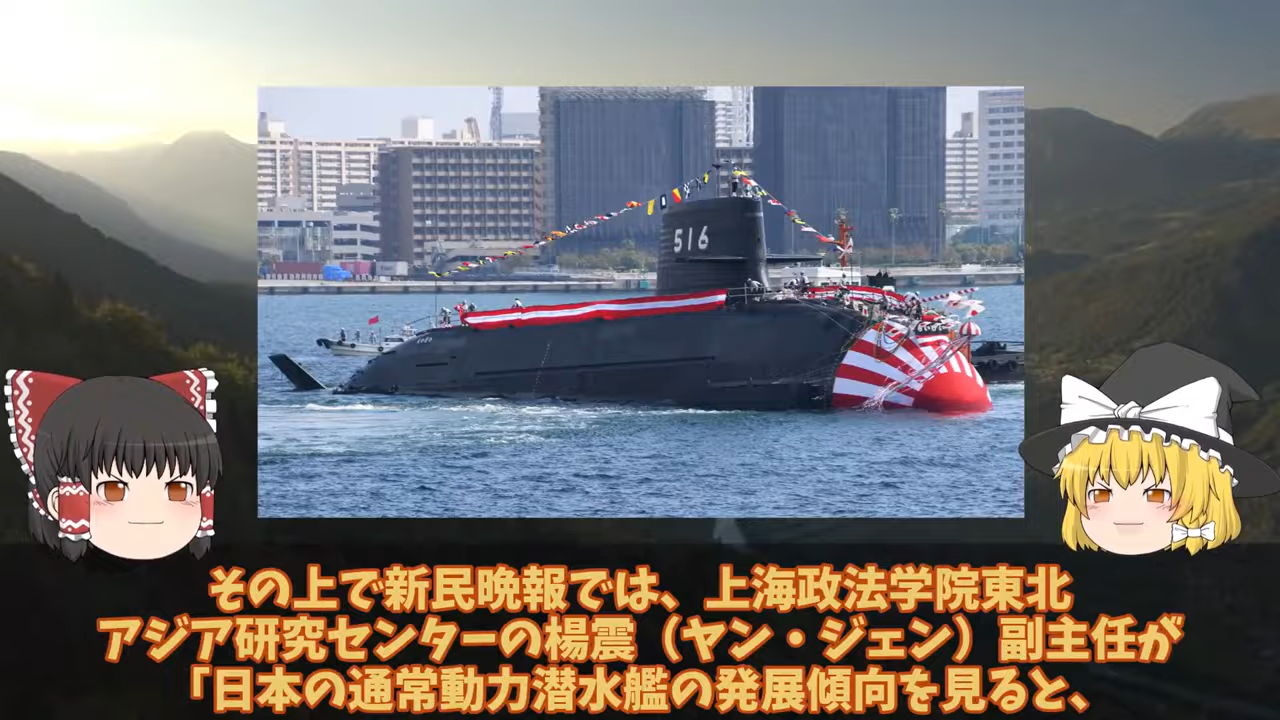 516
その上で新民晩報では、上海政法学院東北
アジア研究センターの楊震（ヤン・ジェン）副主任が
「日本の通常動力潜水艦の発展傾向を見ると、